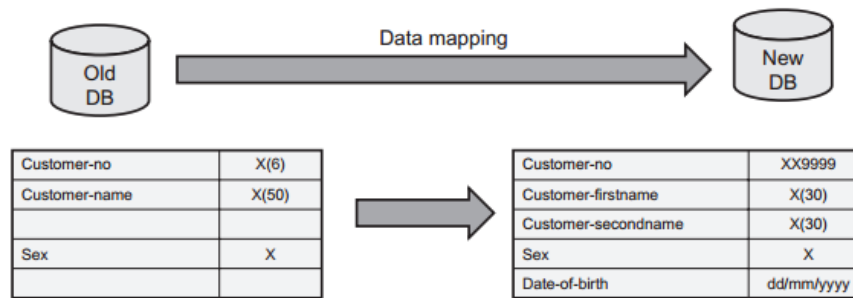 Data mapping
Old
DB
New
DB
Customer-no X(6)
Customer-name X(50)
Sex X
Customer-no XX9999
Customer-firstname X(30)
Customer-secondname X(30)
Sex X
Date-of-birth dd/mm/yyyy